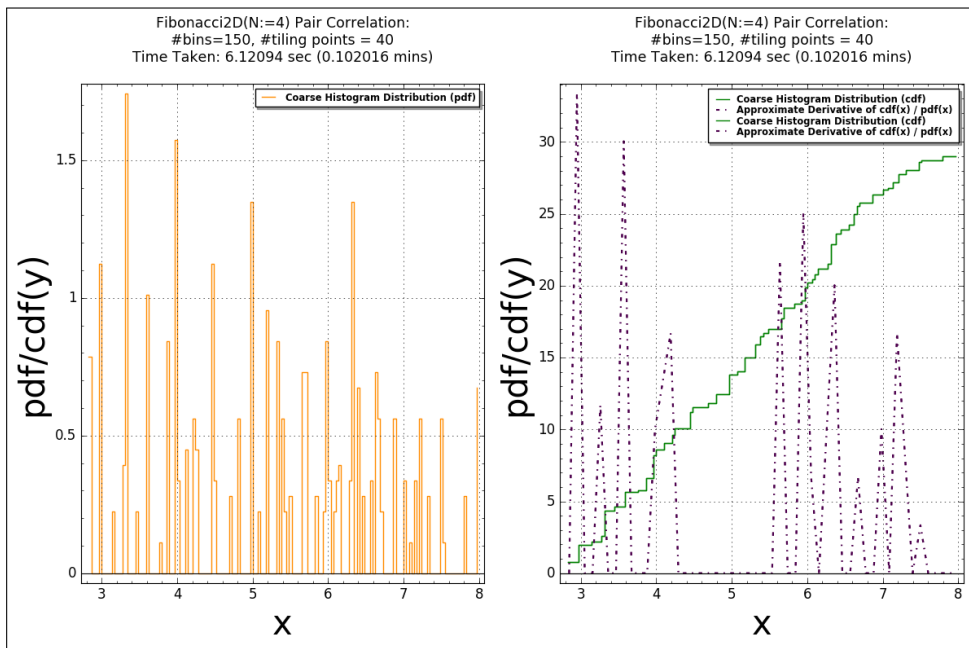 Fibonacci2D(N:=4) Pair Correlation:
#bins=150, #tiling points = 40
Time Taken: 6.12094 sec (0.102016 mins)
Coarse Histogram Distribution (pdf)
pdf/cdf(y)
1.5
1
0.5
0
3 4 5 6 7 8
x
Fibonacci2D(N:=4) Pair Correlation:
#bins=150, #tiling points = 40
Time Taken: 6.12094 sec (0.102016 mins)
Coarse Histogram Distribution (cdf)
Approximate Derivative of cdf(x) / pdf(x)
Coarse Histogram Distribution (cdf)
Approximate Derivative of cdf(x) / pdf(x)
pdf/cdf(y)
30
25
20
15
10
5
0
3 4 5 6 7 8
x